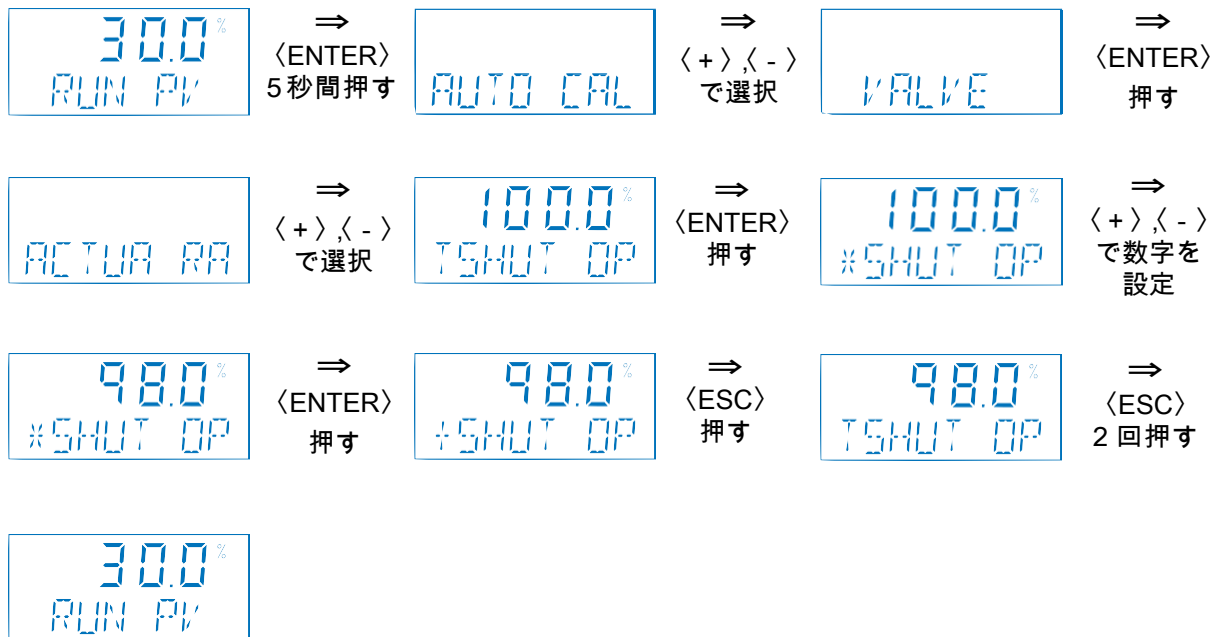 30.0%
RUN PV
⇒
〈ENTER〉
5秒間押す
AUTO CAL
⇒
〈 + 〉,〈 - 〉
で選択
VALVE
⇒
〈ENTER〉
押す
ACTUA RA
⇒
〈 + 〉,〈 - 〉
で選択
100.0%
TSHUT OP
⇒
〈ENTER〉
押す
100.0%
*SHUT OP
⇒
〈 + 〉,〈 - 〉
で数字を
設定
98.0%
*SHUT OP
⇒
〈ENTER〉
押す
98.0%
+SHUT OP
⇒
〈ESC〉
押す
98.0%
TSHUT OP
⇒
〈ESC〉
2 回押す
30.0%
RUN PV